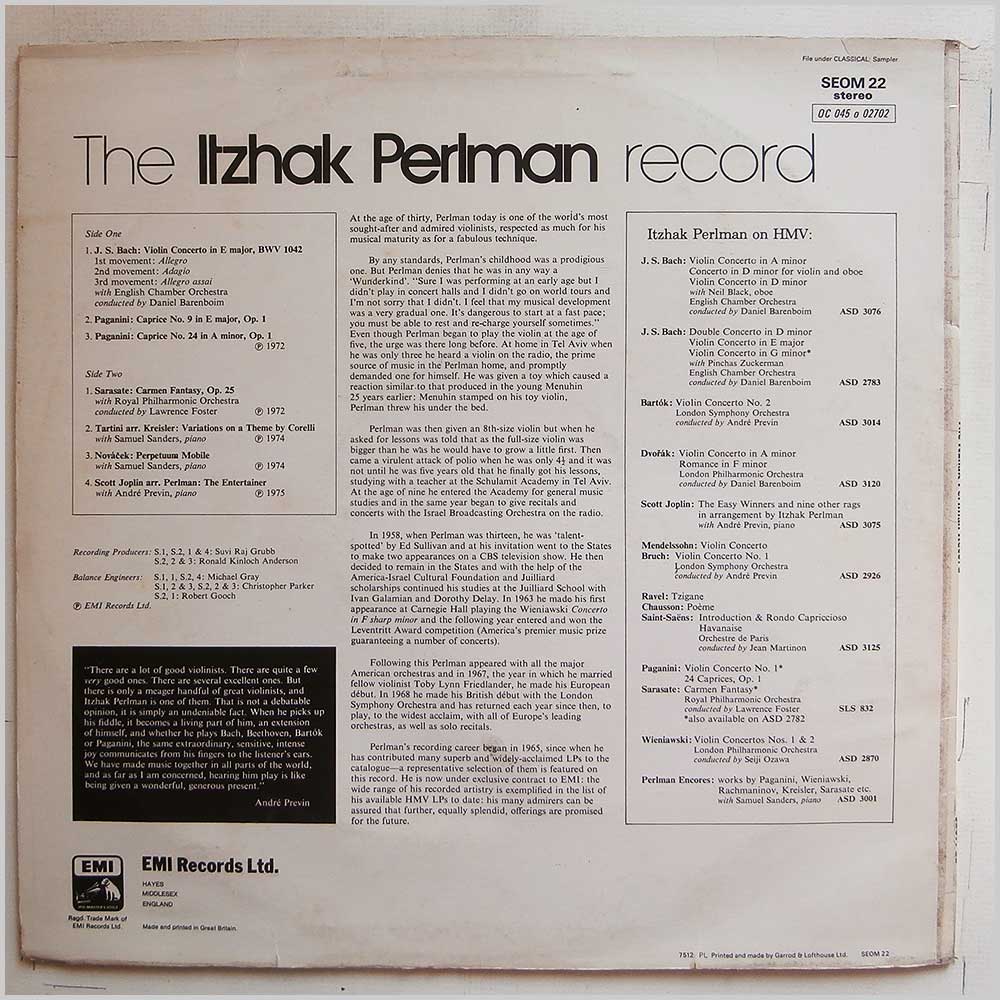 File under CLASSICAL: Sampler
SEOM 22
stereo
OC 045 o 02702
The Itzhak Perlman record
Side One
1. J. S. Bach: Violin Concerto in E major, BWV 1042
1st movement: Allegro
2nd movement: Adagio
3rd movement: Allegro assai
with English Chamber Orchestra
conducted by Daniel Barenboim
2. Paganini: Caprice No. 9 in E major, Op. 1
3. Paganini: Caprice No. 24 in A minor, Op. 1
℗ 1972
Side Two
1. Sarasate: Carmen Fantasy, Op. 25
with Royal Philharmonic Orchestra
conducted by Lawrence Foster ℗ 1972
2. Tartini arr. Kreisler: Variations on a Theme by Corelli
with Samuel Sanders, piano ℗ 1974
3. Nováček: Perpetuum Mobile
with Samuel Sanders, piano ℗ 1974
4. Scott Joplin arr. Perlman: The Entertainer
with André Previn, piano ℗ 1975
Recording Producers: S.1, S.2, 1 & 4: Suvi Raj Grubb
S.2, 2 & 3: Ronald Kinloch Anderson
Balance Engineers: S.1, 1, S.2, 4: Michael Gray
S.1, 2 & 3, S.2, 2 & 3: Christopher Parker
S.2, 1: Robert Gooch
℗ EMI Records Ltd.
"There are a lot of good violinists. There are quite a few
very good ones. There are several excellent ones. But
there is only a meager handful of great violinists, and
Itzhak Perlman is one of them. That is not a debatable
opinion, it is simply an undeniable fact. When he picks up
his fiddle, it becomes a living part of him, an extension
of himself, and whether he plays Bach, Beethoven, Bartók
or Paganini, the same extraordinary, sensitive, intense
joy communicates from his fingers to the listener's ears.
We have made music together in all parts of the world,
and as far as I am concerned, hearing him play is like
being given a wonderful, generous present."
André Previn
At the age of thirty, Perlman today is one of the world's most
sought-after and admired violinists, respected as much for his
musical maturity as for a fabulous technique.
By any standards, Perlman's childhood was a prodigious
one. But Perlman denies that he was in any way a
'Wunderkind'. "Sure I was performing at an early age but I
didn't play in concert halls and I didn't go on world tours and
I'm not sorry that I didn't. I feel that my musical development
was a very gradual one. It's dangerous to start at a fast pace;
you must be able to rest and re-charge yourself sometimes."
Even though Perlman began to play the violin at the age of
five, the urge was there long before. At home in Tel Aviv when
he was only three he heard a violin on the radio, the prime
source of music in the Perlman home, and promptly
demanded one for himself. He was given a toy which caused a
reaction similar to that produced in the young Menuhin
25 years earlier: Menuhin stamped on his toy violin,
Perlman threw his under the bed.
Perlman was then given an 8th-size violin but when he
asked for lessons was told that as the full-size violin was
bigger than he was he would have to grow a little first. Then
came a virulent attack of polio when he was only 4½ and it was
not until he was five years old that he finally got his lessons,
studying with a teacher at the Schulamit Academy in Tel Aviv.
At the age of nine he entered the Academy for general music
studies and in the same year began to give recitals and
concerts with the Israel Broadcasting Orchestra on the radio.
In 1958, when Perlman was thirteen, he was 'talent-
spotted' by Ed Sullivan and at his invitation went to the States
to make two appearances on a CBS television show. He then
decided to remain in the States and with the help of the
America-Israel Cultural Foundation and Juilliard
scholarships continued his studies at the Juilliard School with
Ivan Galamian and Dorothy Delay. In 1963 he made his first
appearance at Carnegie Hall playing the Wieniawski Concerto
in F sharp minor and the following year entered and won the
Leventritt Award competition (America's premier music prize
guaranteeing a number of concerts).
Following this Perlman appeared with all the major
American orchestras and in 1967, the year in which he married
fellow violinist Toby Lynn Friedlander, he made his European
début. In 1968 he made his British début with the London
Symphony Orchestra and has returned each year since then, to
play, to the widest acclaim, with all of Europe's leading
orchestras, as well as solo recitals.
Perlman's recording career began in 1965, since when he
has contributed many superb and widely-acclaimed LPs to the
catalogue—a representative selection of them is featured on
this record. He is now under exclusive contract to EMI: the
wide range of his recorded artistry is exemplified in the list of
his available HMV LPs to date: his many admirers can be
assured that further, equally splendid, offerings are promised
for the future.
Itzhak Perlman on HMV:
J. S. Bach: Violin Concerto in A minor
Concerto in D minor for violin and oboe
Violin Concerto in D minor
with Neil Black, oboe
English Chamber Orchestra
conducted by Daniel Barenboim ASD 3076
J. S. Bach: Double Concerto in D minor
Violin Concerto in E major
Violin Concerto in G minor*
with Pinchas Zuckerman
English Chamber Orchestra
conducted by Daniel Barenboim ASD 2783
Bartók: Violin Concerto No. 2
London Symphony Orchestra
conducted by André Previn ASD 3014
Dvořák: Violin Concerto in A minor
Romance in F minor
London Philharmonic Orchestra
conducted by Daniel Barenboim ASD 3120
Scott Joplin: The Easy Winners and nine other rags
in arrangement by Itzhak Perlman
with André Previn, piano ASD 3075
Mendelssohn: Violin Concerto
Bruch: Violin Concerto No. 1
London Symphony Orchestra
conducted by André Previn ASD 2926
Ravel: Tzigane
Chausson: Poème
Saint-Saëns: Introduction & Rondo Capriccioso
Havanaise
Orchestre de Paris
conducted by Jean Martinon ASD 3125
Paganini: Violin Concerto No. 1*
24 Caprices, Op. 1
Sarasate: Carmen Fantasy*
Royal Philharmonic Orchestra
conducted by Lawrence Foster SLS 832
*also available on ASD 2782
Wieniawski: Violin Concertos Nos. 1 & 2
London Philharmonic Orchestra
conducted by Seiji Ozawa ASD 2870
Perlman Encores: works by Paganini, Wieniawski,
Rachmaninov, Kreisler, Sarasate etc.
with Samuel Sanders, piano ASD 3001
EMI
HIS MASTER'S VOICE
Regd. Trade Mark of
EMI Records Ltd.
EMI Records Ltd.
HAYES
MIDDLESEX
ENGLAND
Made and printed in Great Britain.
7512 PL Printed and made by Garrod & Lofthouse Ltd. SEOM 22